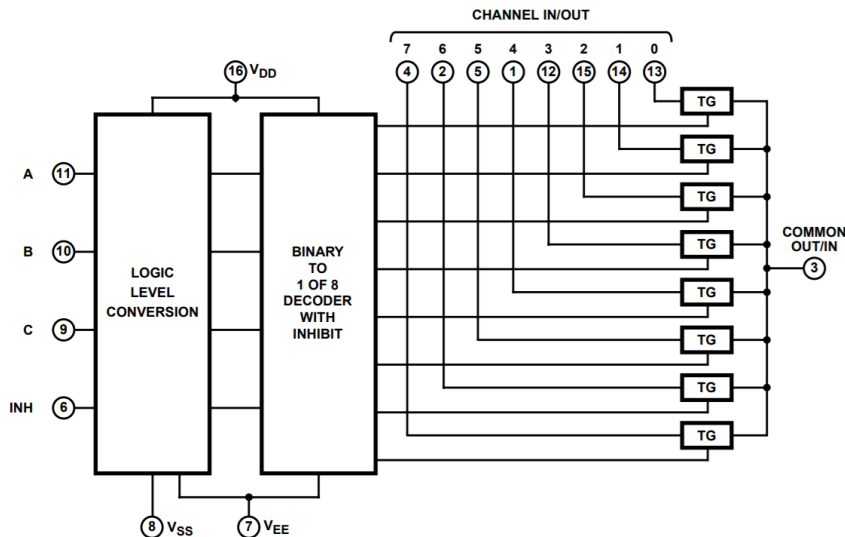 CHANNEL IN/OUT
7 6 5 4 3 2 1 0
4 2 5 1 12 15 14 13
16 VDD
TG
TG
TG
TG
TG
TG
TG
TG
A 11
B 10
C 9
INH 6
LOGIC
LEVEL
CONVERSION
BINARY
TO
1 OF 8
DECODER
WITH
INHIBIT
COMMON
OUT/IN
3
8 VSS
7 VEE